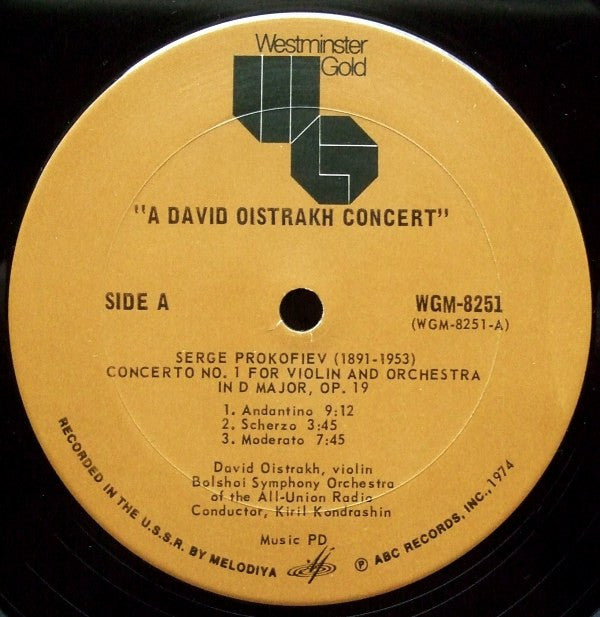 Westminster
Gold
"A DAVID OISTRAKH CONCERT"
SIDE A
WGM-8251
(WGM-8251-A)
SERGE PROKOFIEV (1891-1953)
CONCERTO NO. 1 FOR VIOLIN AND ORCHESTRA
IN D MAJOR, OP. 19
1. Andantino 9:12
2. Scherzo 3:45
3. Moderato 7:45
David Oistrakh, violin
Bolshoi Symphony Orchestra
of the All-Union Radio
Conductor, Kiril Kondrashin
Music PD
RECORDED IN THE U.S.S.R. BY MELODIYA
Ⓟ ABC RECORDS, INC., 1974